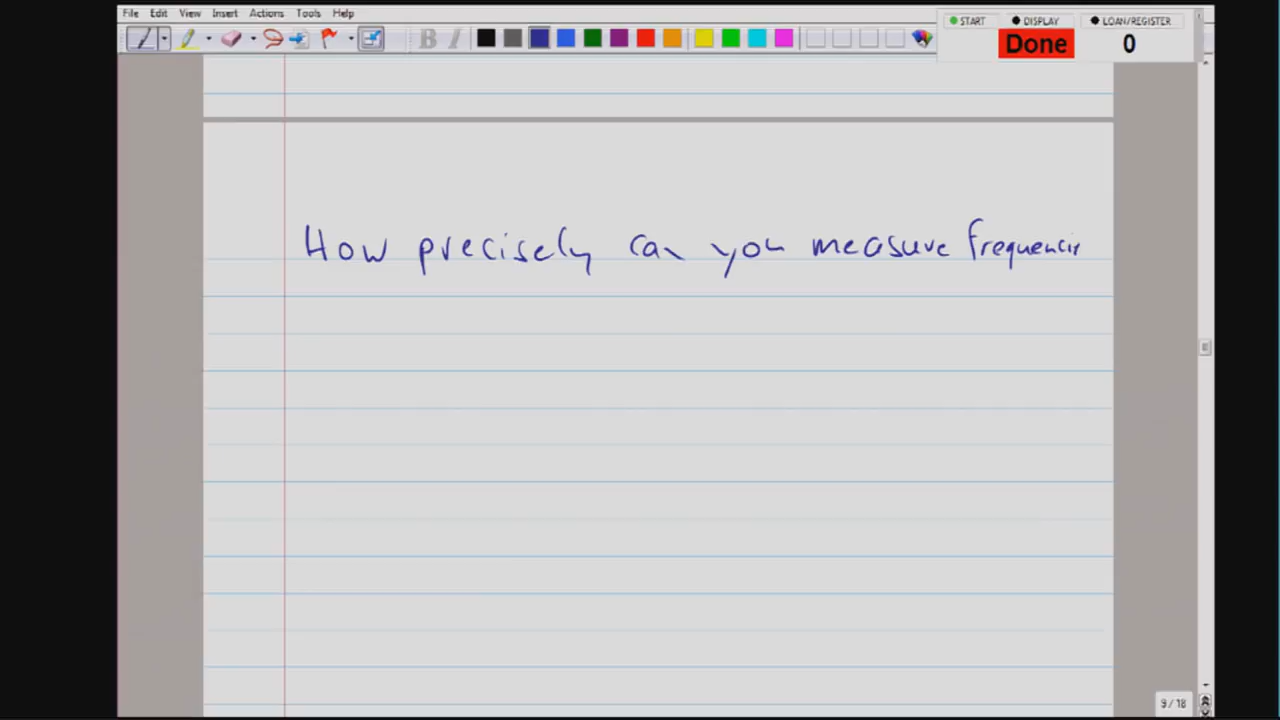 File Edit View Insert Actions Tools Help
START DISPLAY LOAN/REGISTER
Done 0
B I
How precisely can you measure frequencie
9 / 18